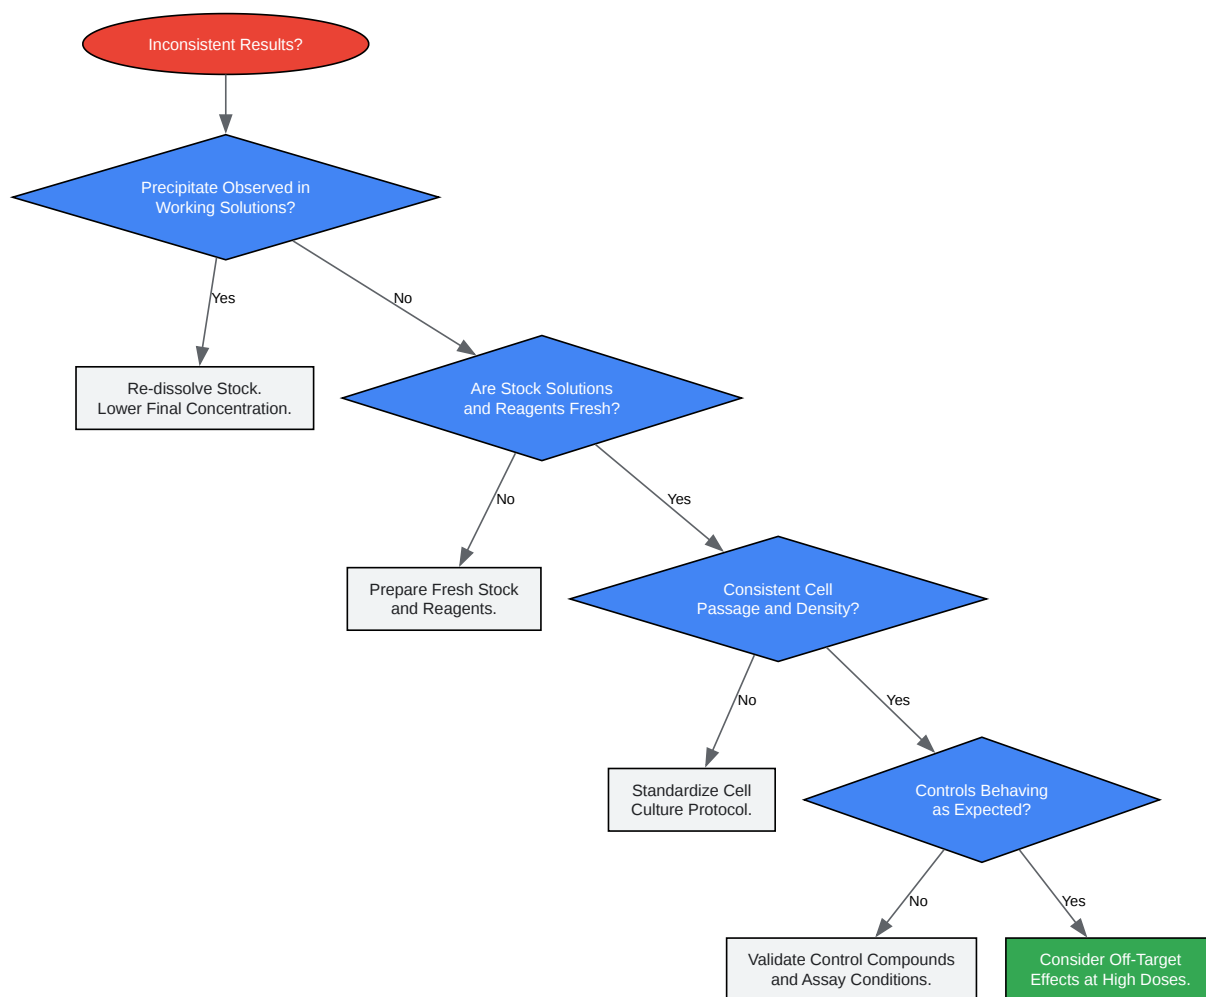 Inconsistent Results?
Precipitate Observed in
Working Solutions?
Yes
No
Re-dissolve Stock.
Lower Final Concentration.
Are Stock Solutions
and Reagents Fresh?
No
Yes
Prepare Fresh Stock
and Reagents.
Consistent Cell
Passage and Density?
No
Yes
Standardize Cell
Culture Protocol.
Controls Behaving
as Expected?
No
Yes
Validate Control Compounds
and Assay Conditions.
Consider Off-Target
Effects at High Doses.